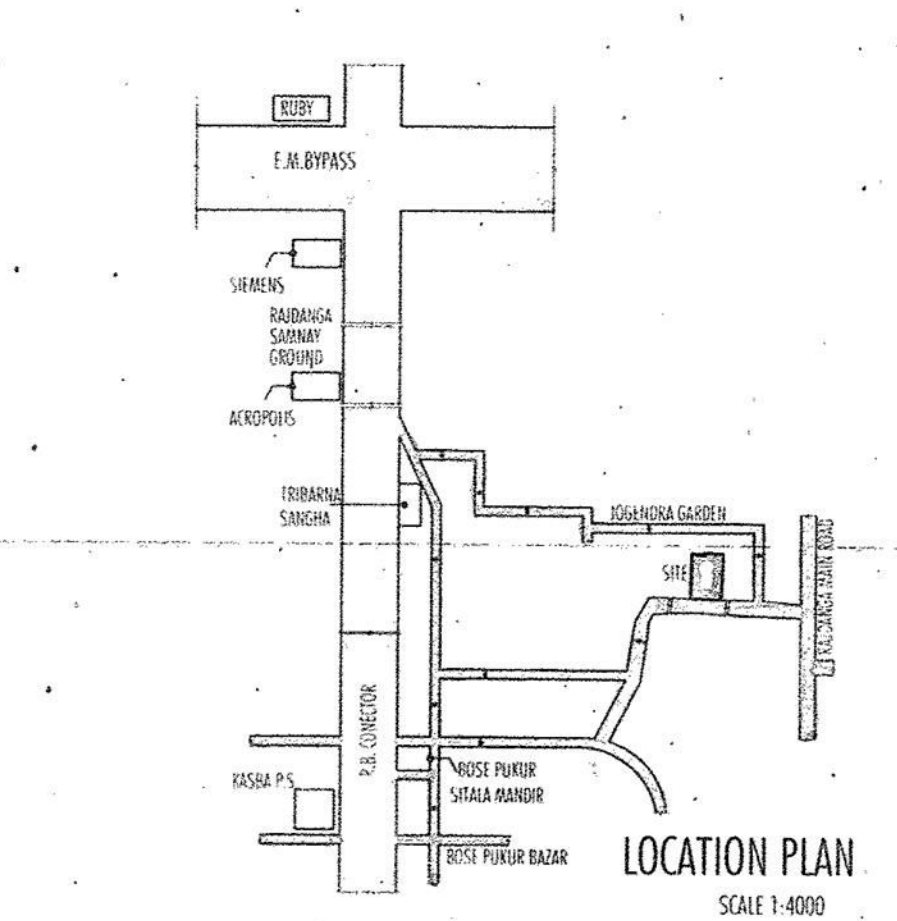 RUBY
E.M.BYPASS
SIEMENS
RAJDANGA
SAMNAY
GROUND
ACROPOLIS
TRIBARNA
SANGHA
JOGENDRA GARDEN
SITE
RAJDANGA MAIN ROAD
R.B. CONECTOR
BOSE PUKUR
SITALA MANDIR
KASBA P.S
BOSE PUKUR BAZAR
LOCATION PLAN
SCALE 1:4000